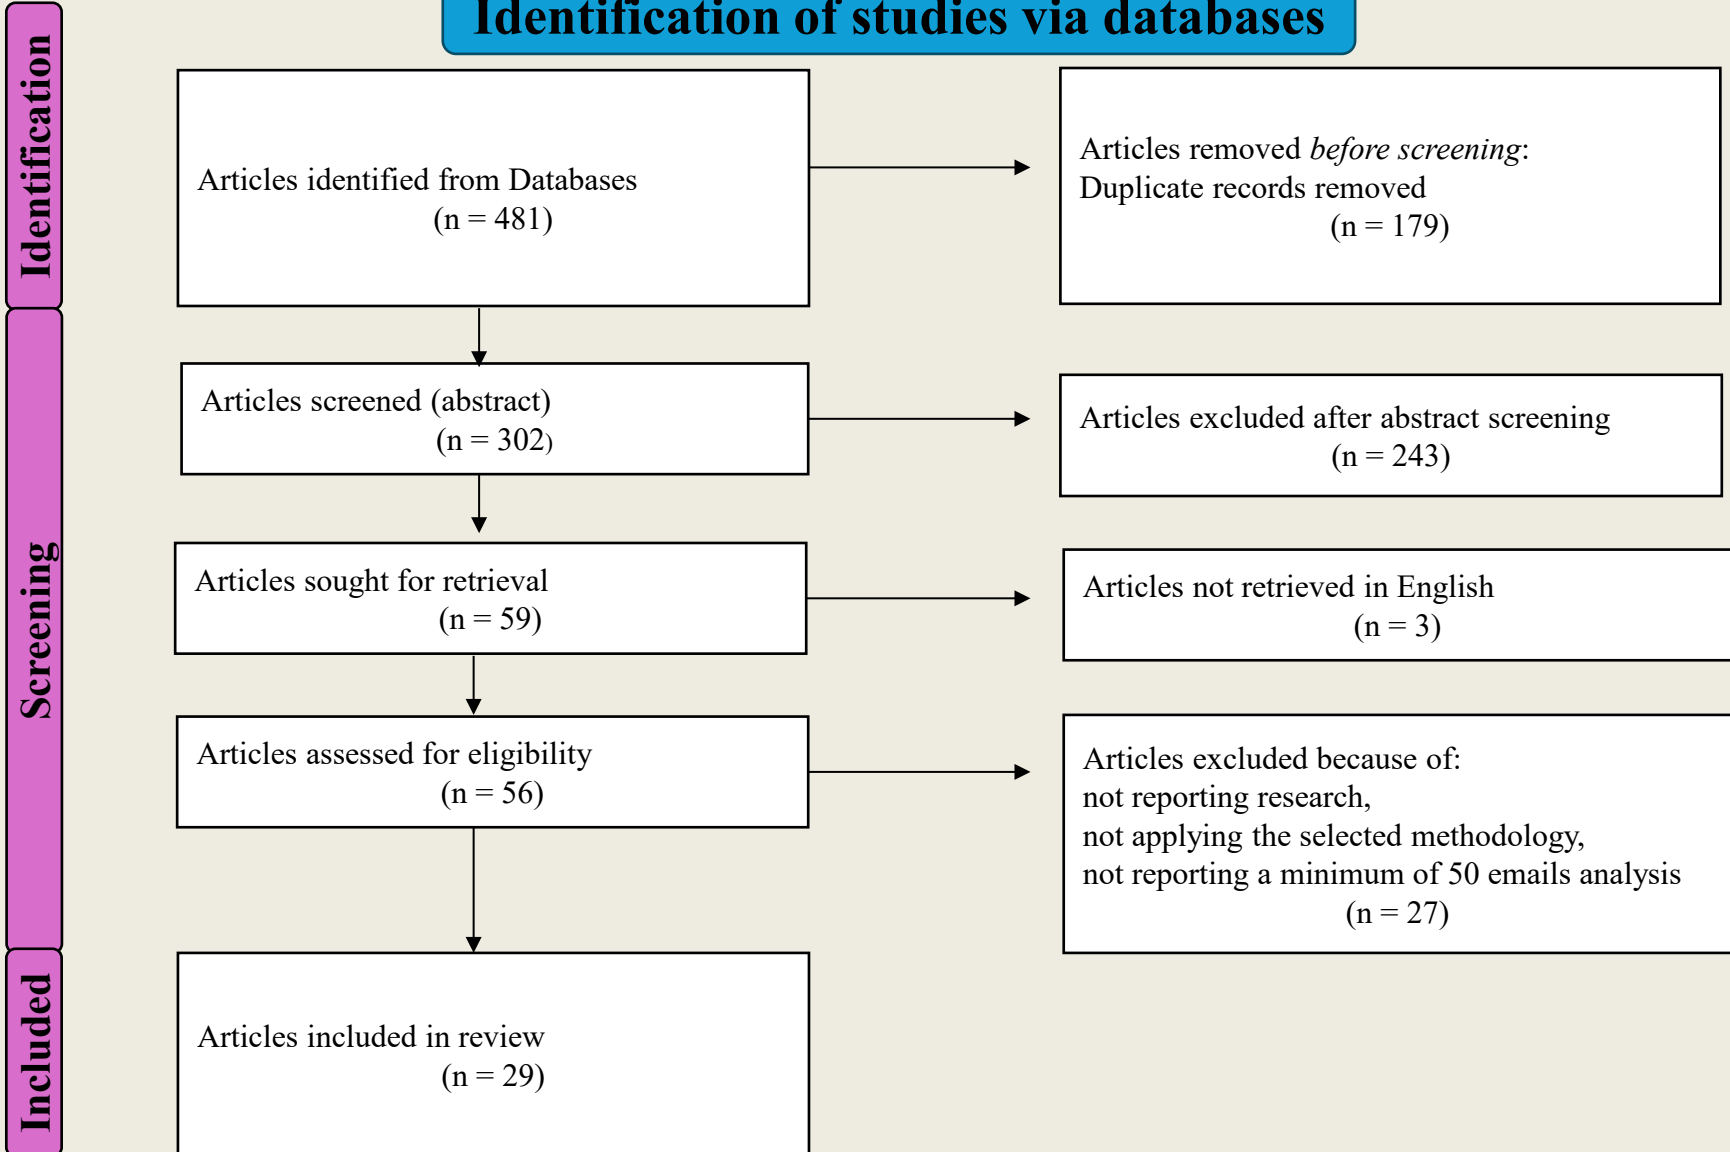 Identification of studies via databases
Identification
Articles identified from Databases
(n = 481)
Articles removed before screening:
Duplicate records removed
(n = 179)
Screening
Articles screened (abstract)
(n = 302)
Articles excluded after abstract screening
(n = 243)
Articles sought for retrieval
(n = 59)
Articles not retrieved in English
(n = 3)
Articles assessed for eligibility
(n = 56)
Articles excluded because of:
not reporting research,
not applying the selected methodology,
not reporting a minimum of 50 emails analysis
(n = 27)
Included
Articles included in review
(n = 29)